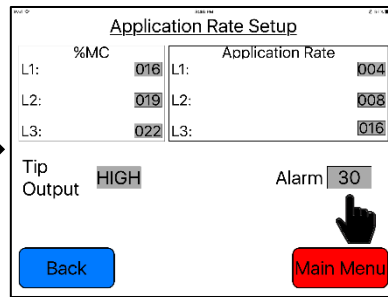 Application Rate Setup
%MC
L1: 016
L2: 019
L3: 022
Application Rate
L1: 004
L2: 008
L3: 016
Tip
Output HIGH
Alarm 30
Back
Main Menu